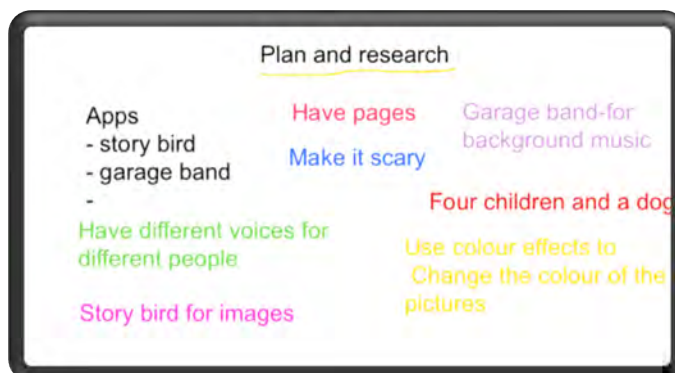 Plan and research
Apps
- story bird
- garage band
-
Have pages
Make it scary
Garage band-for
background music
Four children and a dog
Have different voices for
different people
Use colour effects to
Change the colour of the
pictures
Story bird for images